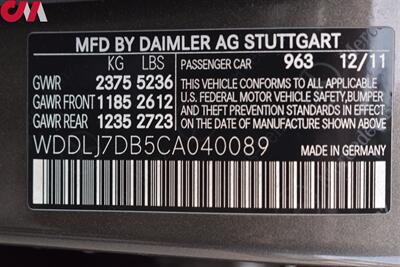 MFD BY DAIMLER AG STUTTGART
KG LBS
PASSENGER CAR 963 12/11
GVWR 2375 5236
GAWR FRONT 1185 2612
GAWR REAR 1235 2723
THIS VEHICLE CONFORMS TO ALL APPLICABLE
U.S. FEDERAL MOTOR VEHICLE SAFETY, BUMPER
AND THEFT PREVENTION STANDARDS IN EFFECT
ON THE DATE OF MANUFACTURE SHOWN ABOVE.
WDDLJ7DB5CA040089
MADE IN GERMANY